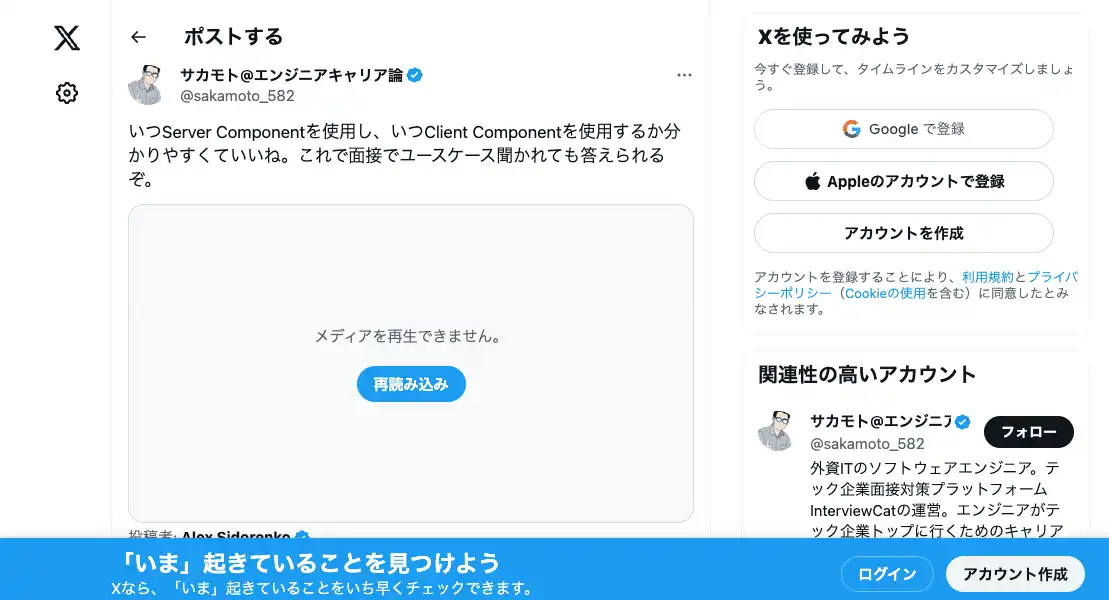 ポストする
サカモト@エンジニアキャリア論
@sakamoto_582
いつServer Componentを使用し、いつClient Componentを使用するか分
かりやすくていいね。これで面接でユースケース聞かれても答えられる
ぞ。
メディアを再生できません。
再読み込み
投稿者: Alex Sidorenko
Xを使ってみよう
今すぐ登録して、タイムラインをカスタマイズしましょ
う。
Google で登録
Appleのアカウントで登録
アカウントを作成
アカウントを登録することにより、利用規約とプライバ
シーポリシー（Cookieの使用を含む）に同意したとみ
なされます。
関連性の高いアカウント
サカモト@エンジニア
@sakamoto_582
フォロー
外資ITのソフトウェアエンジニア。テ
ック企業面接対策プラットフォーム
InterviewCatの運営。エンジニアがテ
ック企業トップに行くためのキャリア
「いま」起きていることを見つけよう
Xなら、「いま」起きていることをいち早くチェックできます。
ログイン
アカウント作成